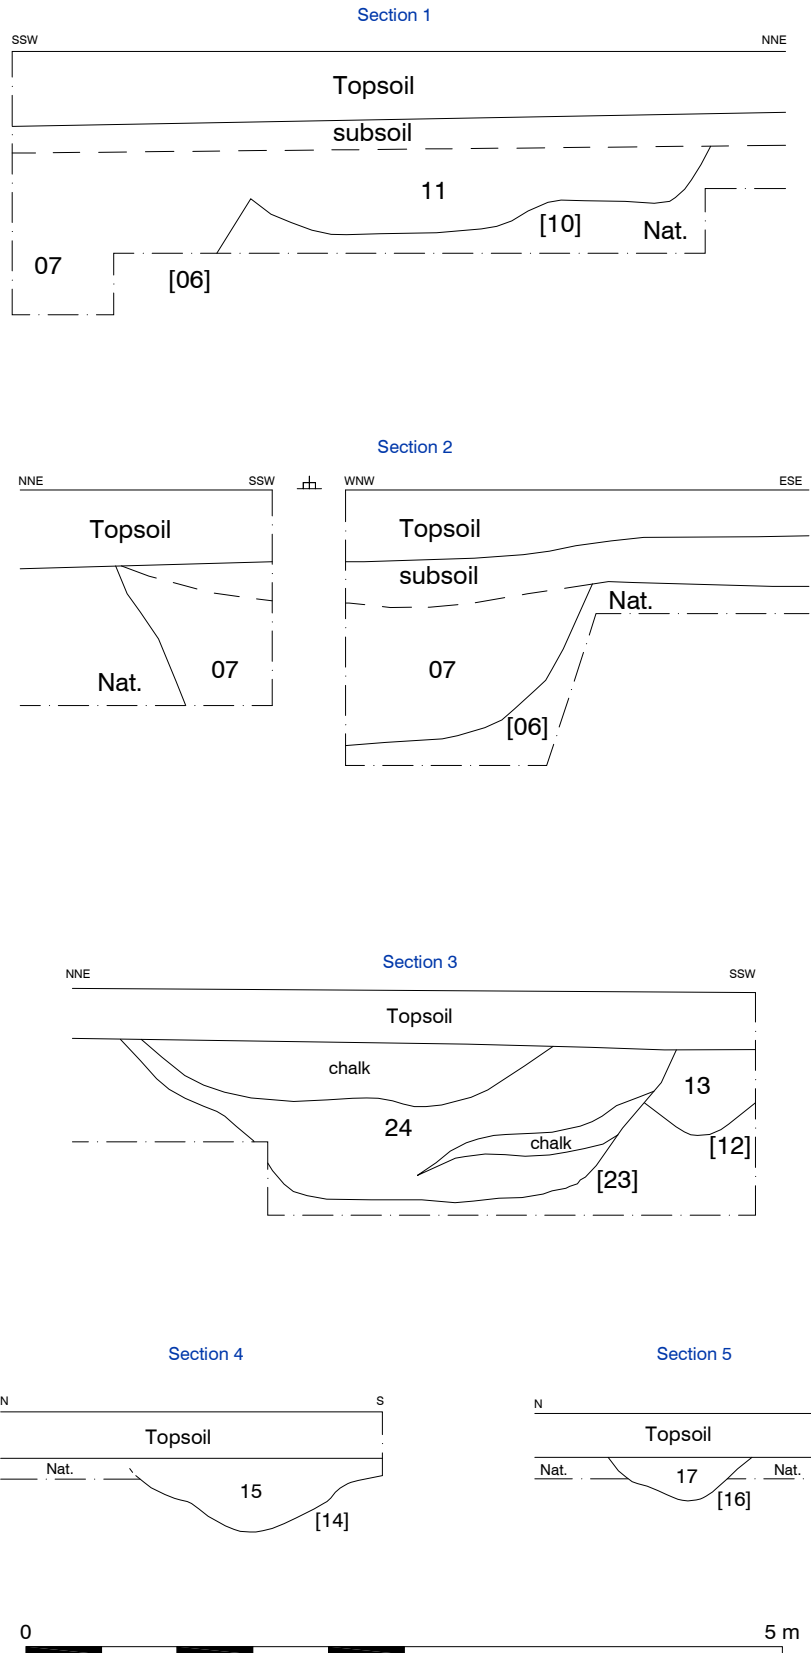 Section 1
SSW NNE
Topsoil
subsoil
11
[10]
Nat.
07
[06]
Section 2
NNE SSW WNW ESE
Topsoil Topsoil
subsoil
Nat.
07 07
Nat.
[06]
Section 3
NNE SSW
Topsoil
chalk
13
24
chalk
[12]
[23]
Section 4 Section 5
N S N
Topsoil Topsoil
Nat. Nat. 17 Nat.
15
[14] [16]
0 5 m